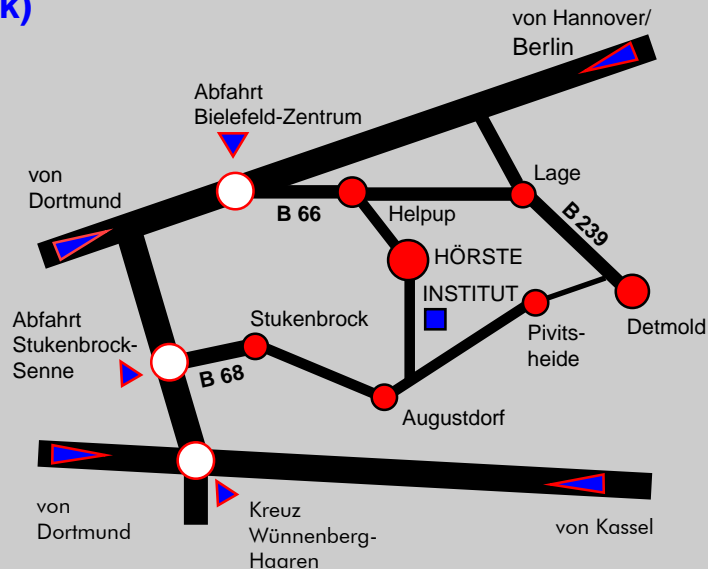 k)
von Hannover/
Berlin
Abfahrt
Bielefeld-Zentrum
von
Dortmund
Lage
B 66
Helpup
B 239
HÖRSTE
INSTITUT
Abfahrt
Stukenbrock-
Senne
Stukenbrock
Pivits-
heide
Detmold
B 68
Augustdorf
von
Dortmund
Kreuz
Wünnenberg-
Haaren
von Kassel